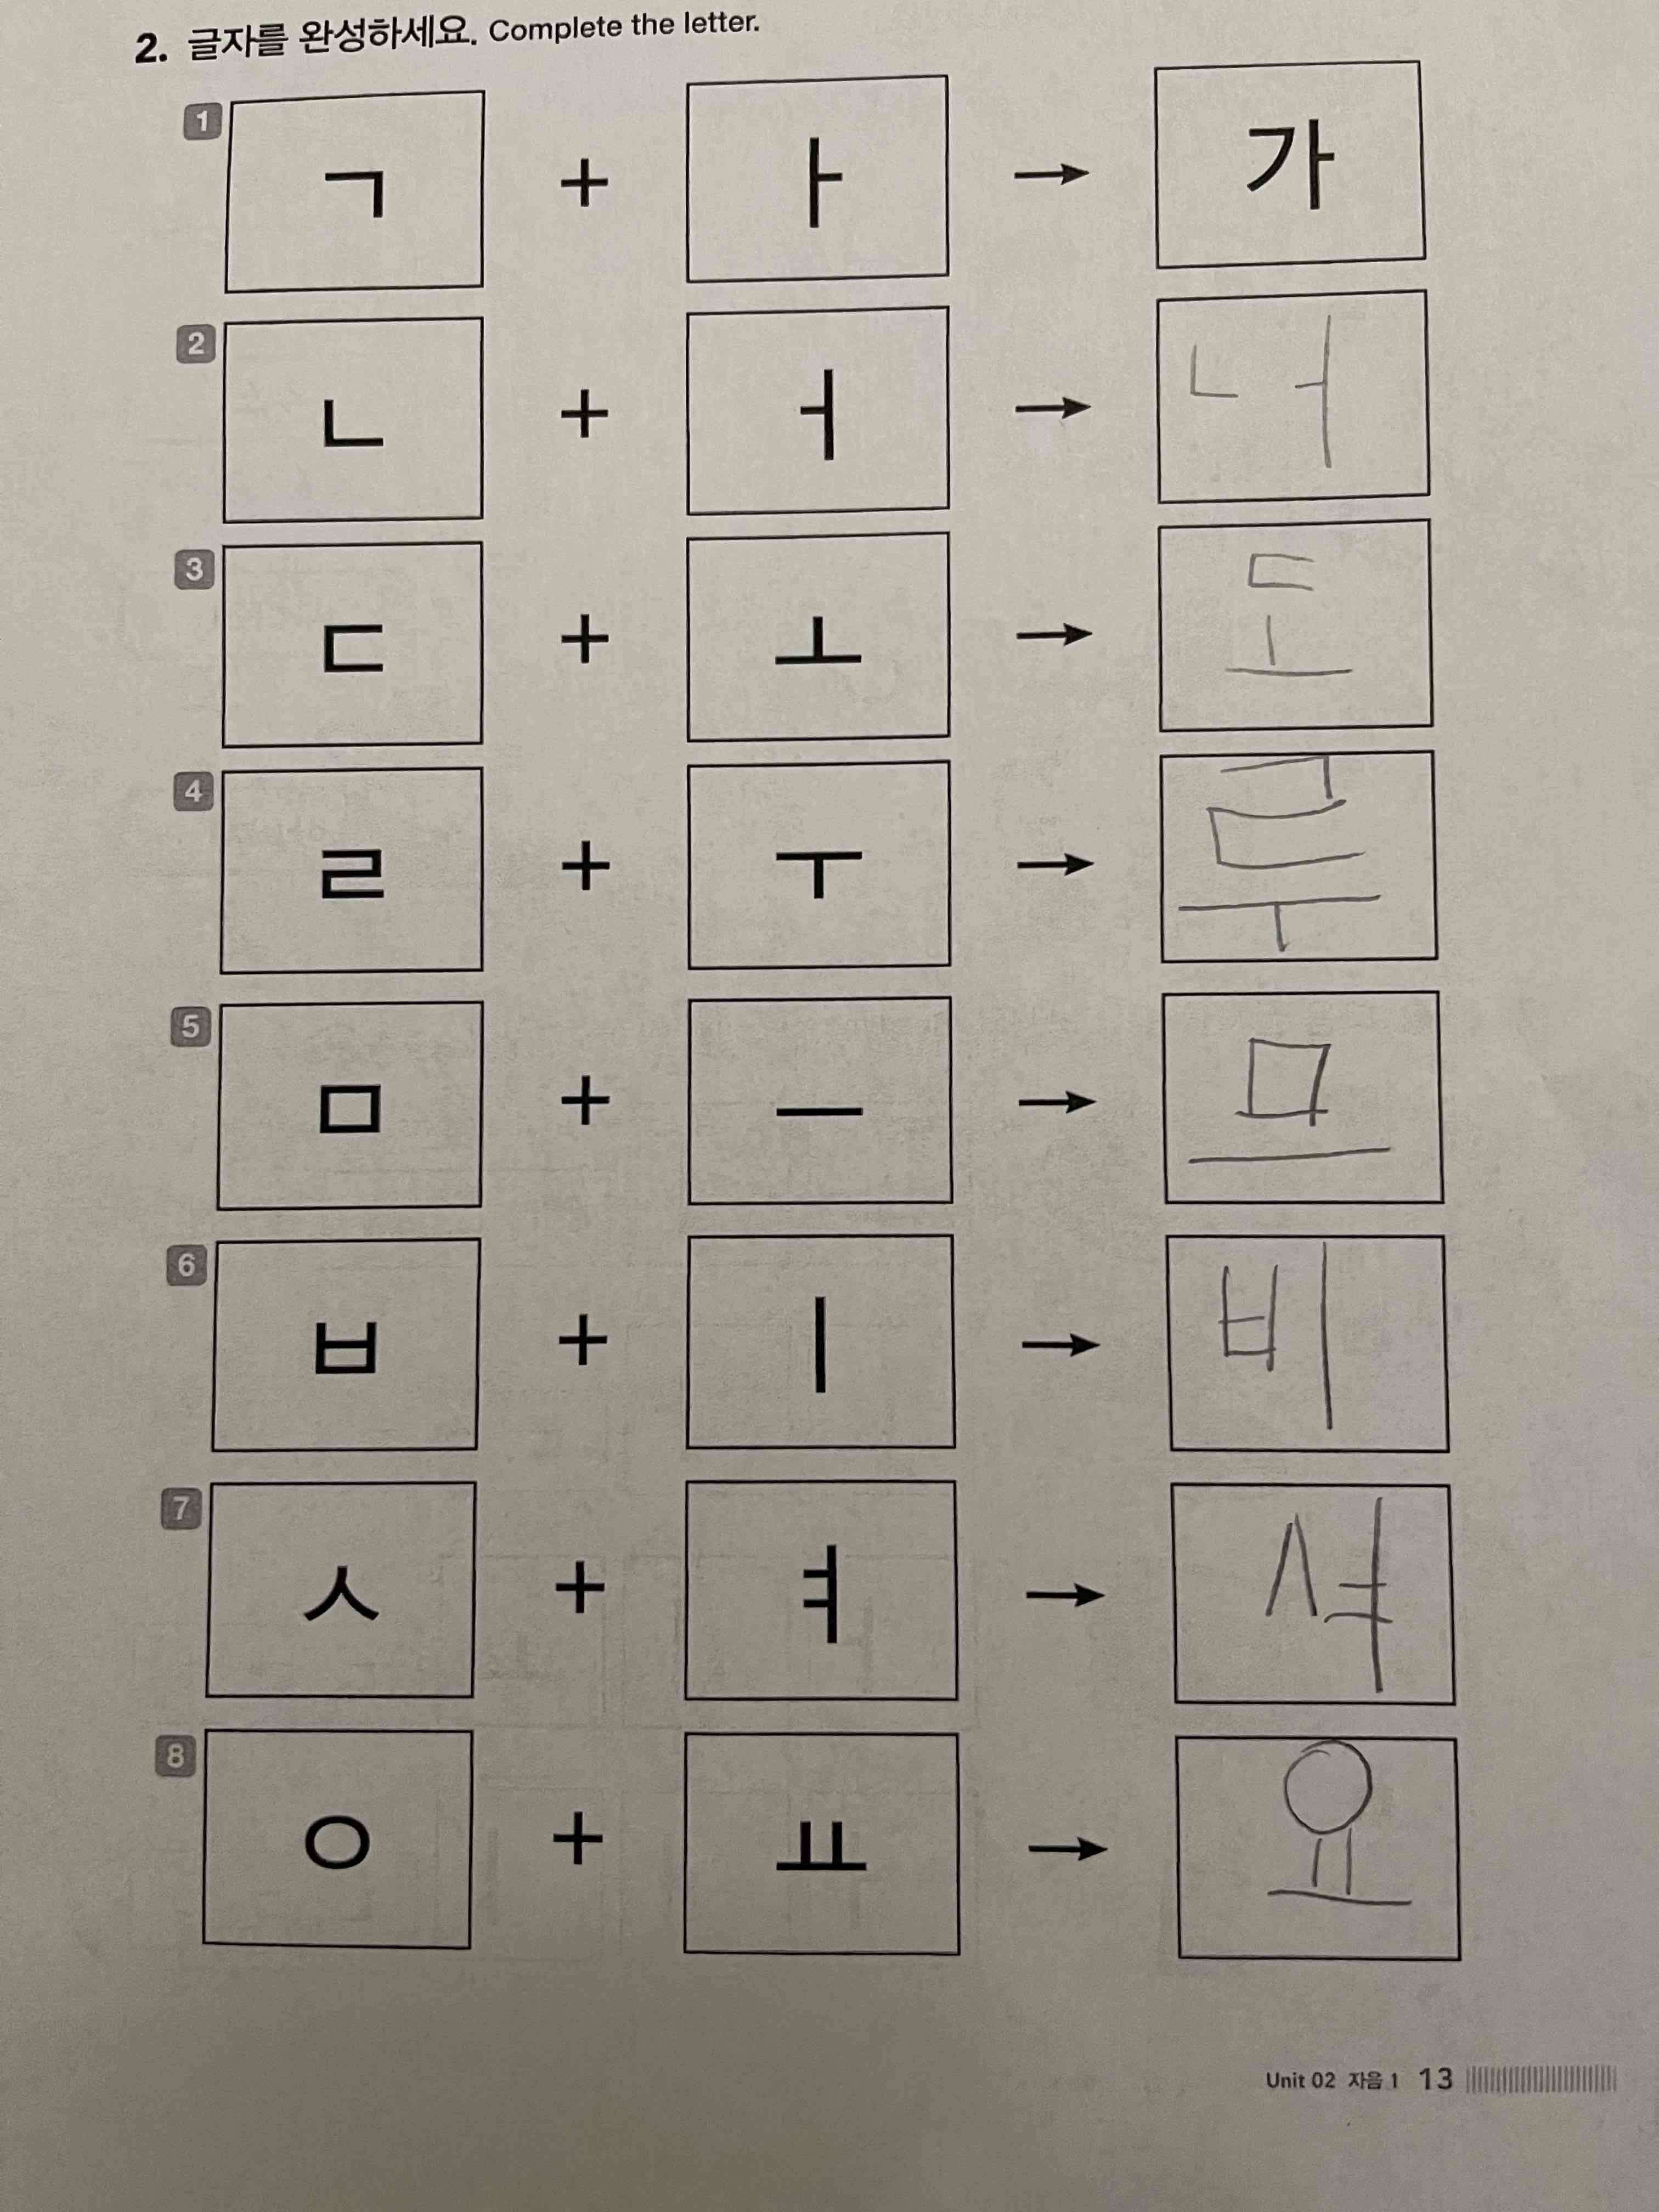 2. 글자를 완성하세요. Complete the letter.
1 ㄱ + ㅏ → 가
2 ㄴ + ㅓ → 너
3 ㄷ + ㅗ → 도
4 ㄹ + ㅜ → 루
5 ㅁ + ㅡ → 므
6 ㅂ + ㅣ → 비
7 ㅅ + ㅕ → 셔
8 ㅇ + ㅛ → 요
Unit 02 자음 1 13